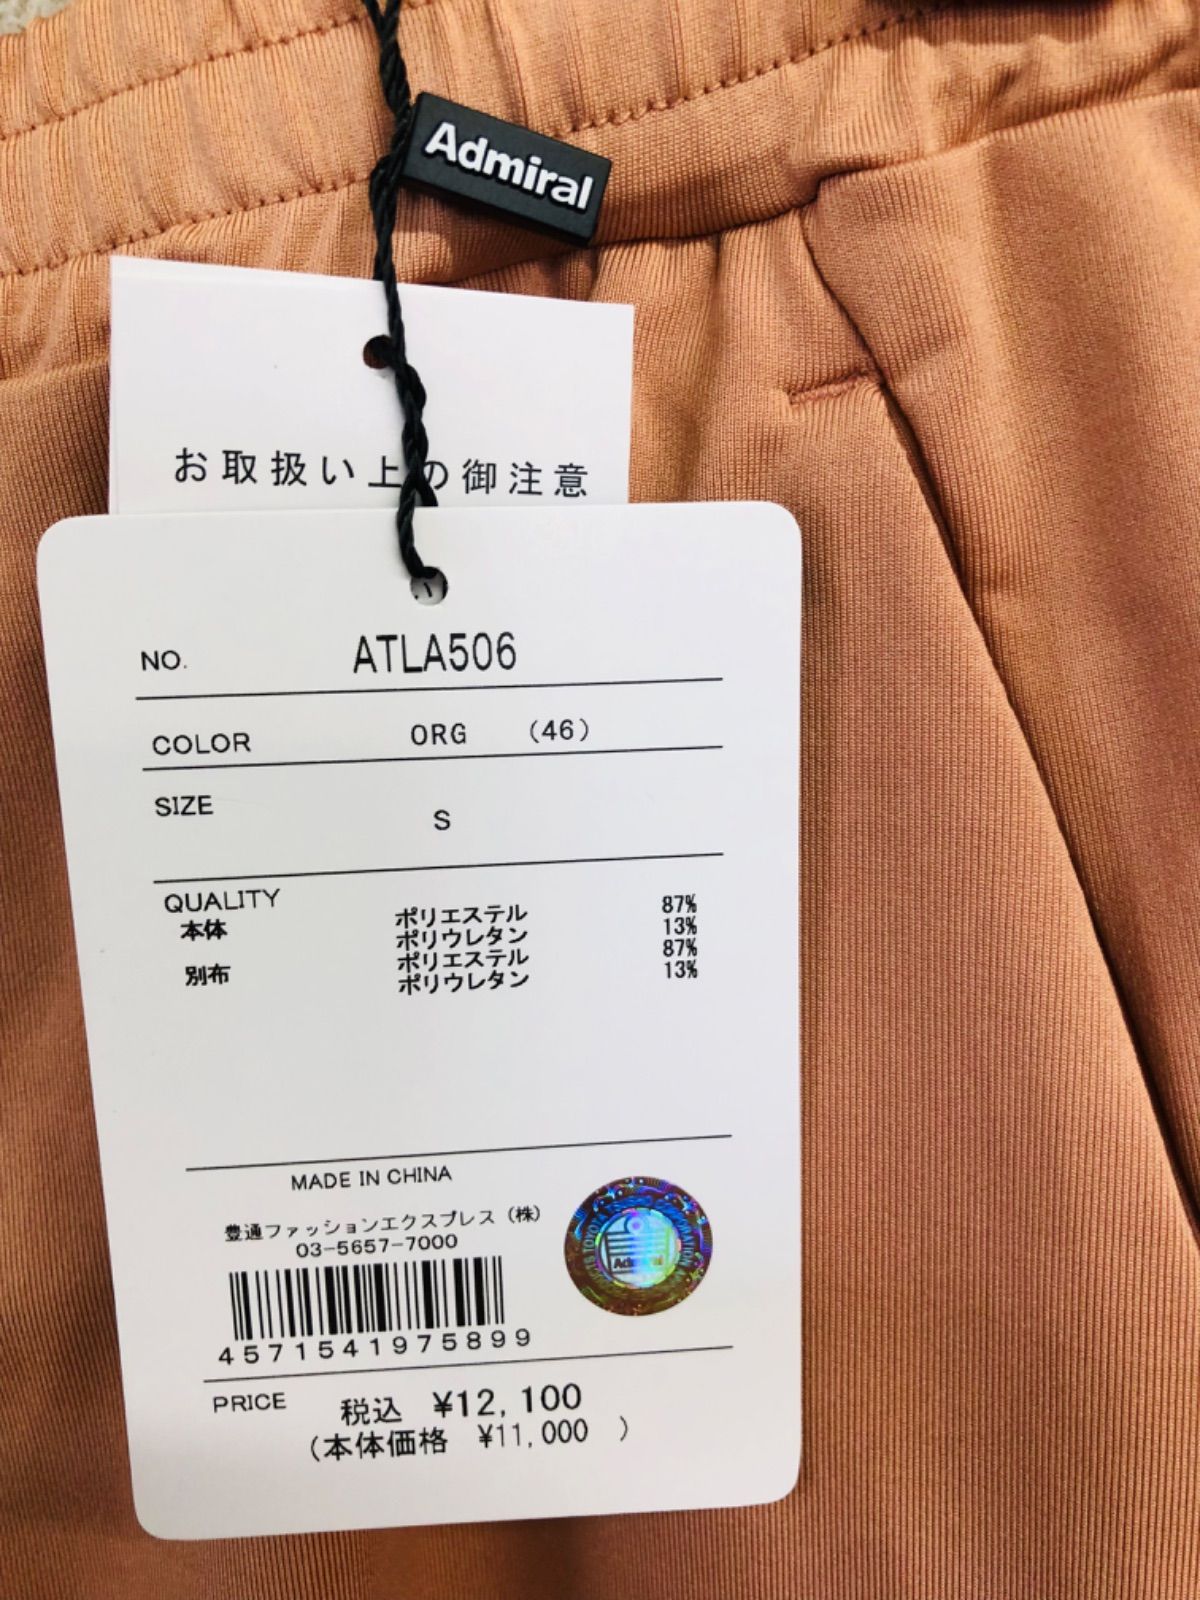 Admiral
お取扱い上の御注意
NO. ATLA506
COLOR ORG (46)
SIZE S
QUALITY
本体 ポリエステル 87%
ポリウレタン 13%
別布 ポリエステル 87%
ポリウレタン 13%
MADE IN CHINA
豊通ファッションエクスプレス（株）
03-5657-7000
4571541975899
Admiral
PRICE 税込 ¥12,100
（本体価格 ¥11,000 ）